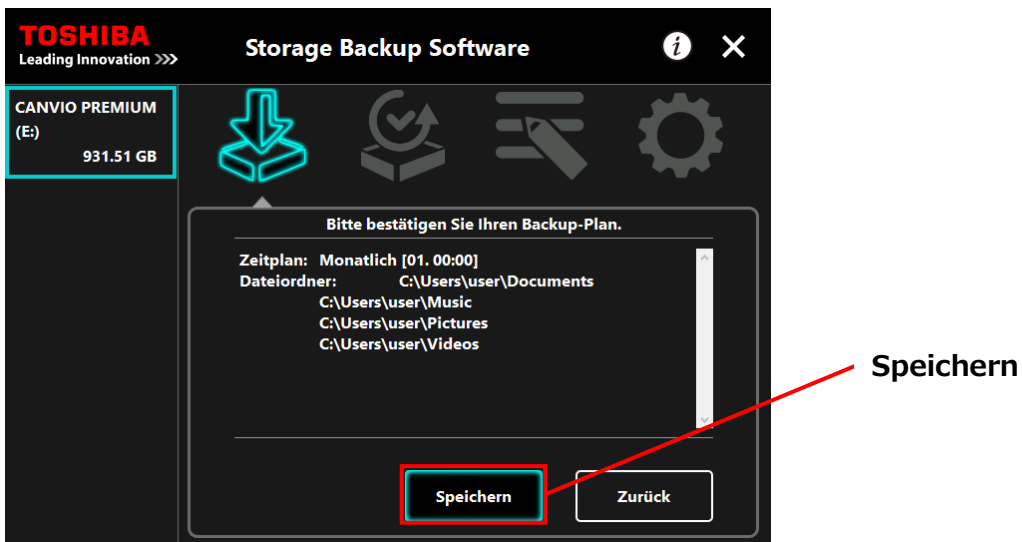 TOSHIBA
Leading Innovation >>>
Storage Backup Software
i
CANVIO PREMIUM
(E:)
931.51 GB
Bitte bestätigen Sie Ihren Backup-Plan.
Zeitplan: Monatlich [01. 00:00]
Dateiordner: C:\Users\user\Documents
C:\Users\user\Music
C:\Users\user\Pictures
C:\Users\user\Videos
Speichern
Speichern
Zurück